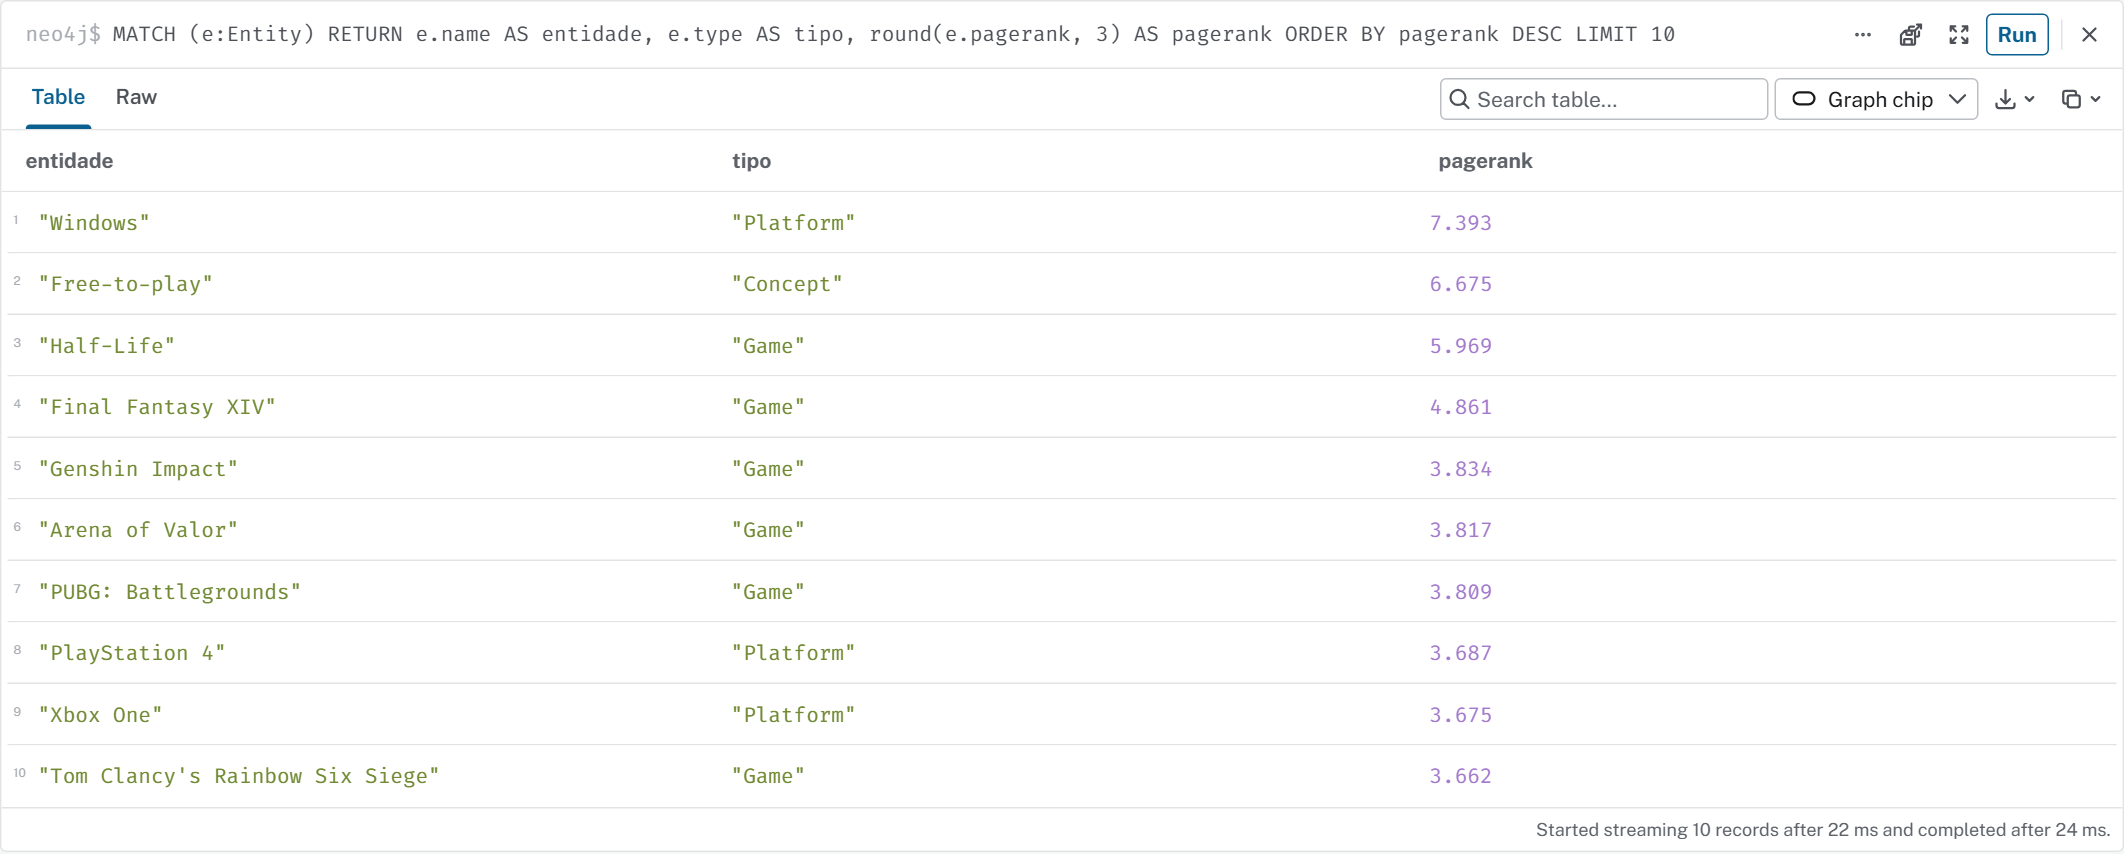 neo4j$ MATCH (e:Entity) RETURN e.name AS entidade, e.type AS tipo, round(e.pagerank, 3) AS pagerank ORDER BY pagerank DESC LIMIT 10 Run
Table Raw Search table... Graph chip
entidade tipo pagerank
1 "Windows" "Platform" 7.393
2 "Free-to-play" "Concept" 6.675
3 "Half-Life" "Game" 5.969
4 "Final Fantasy XIV" "Game" 4.861
5 "Genshin Impact" "Game" 3.834
6 "Arena of Valor" "Game" 3.817
7 "PUBG: Battlegrounds" "Game" 3.809
8 "PlayStation 4" "Platform" 3.687
9 "Xbox One" "Platform" 3.675
10 "Tom Clancy's Rainbow Six Siege" "Game" 3.662
Started streaming 10 records after 22 ms and completed after 24 ms.